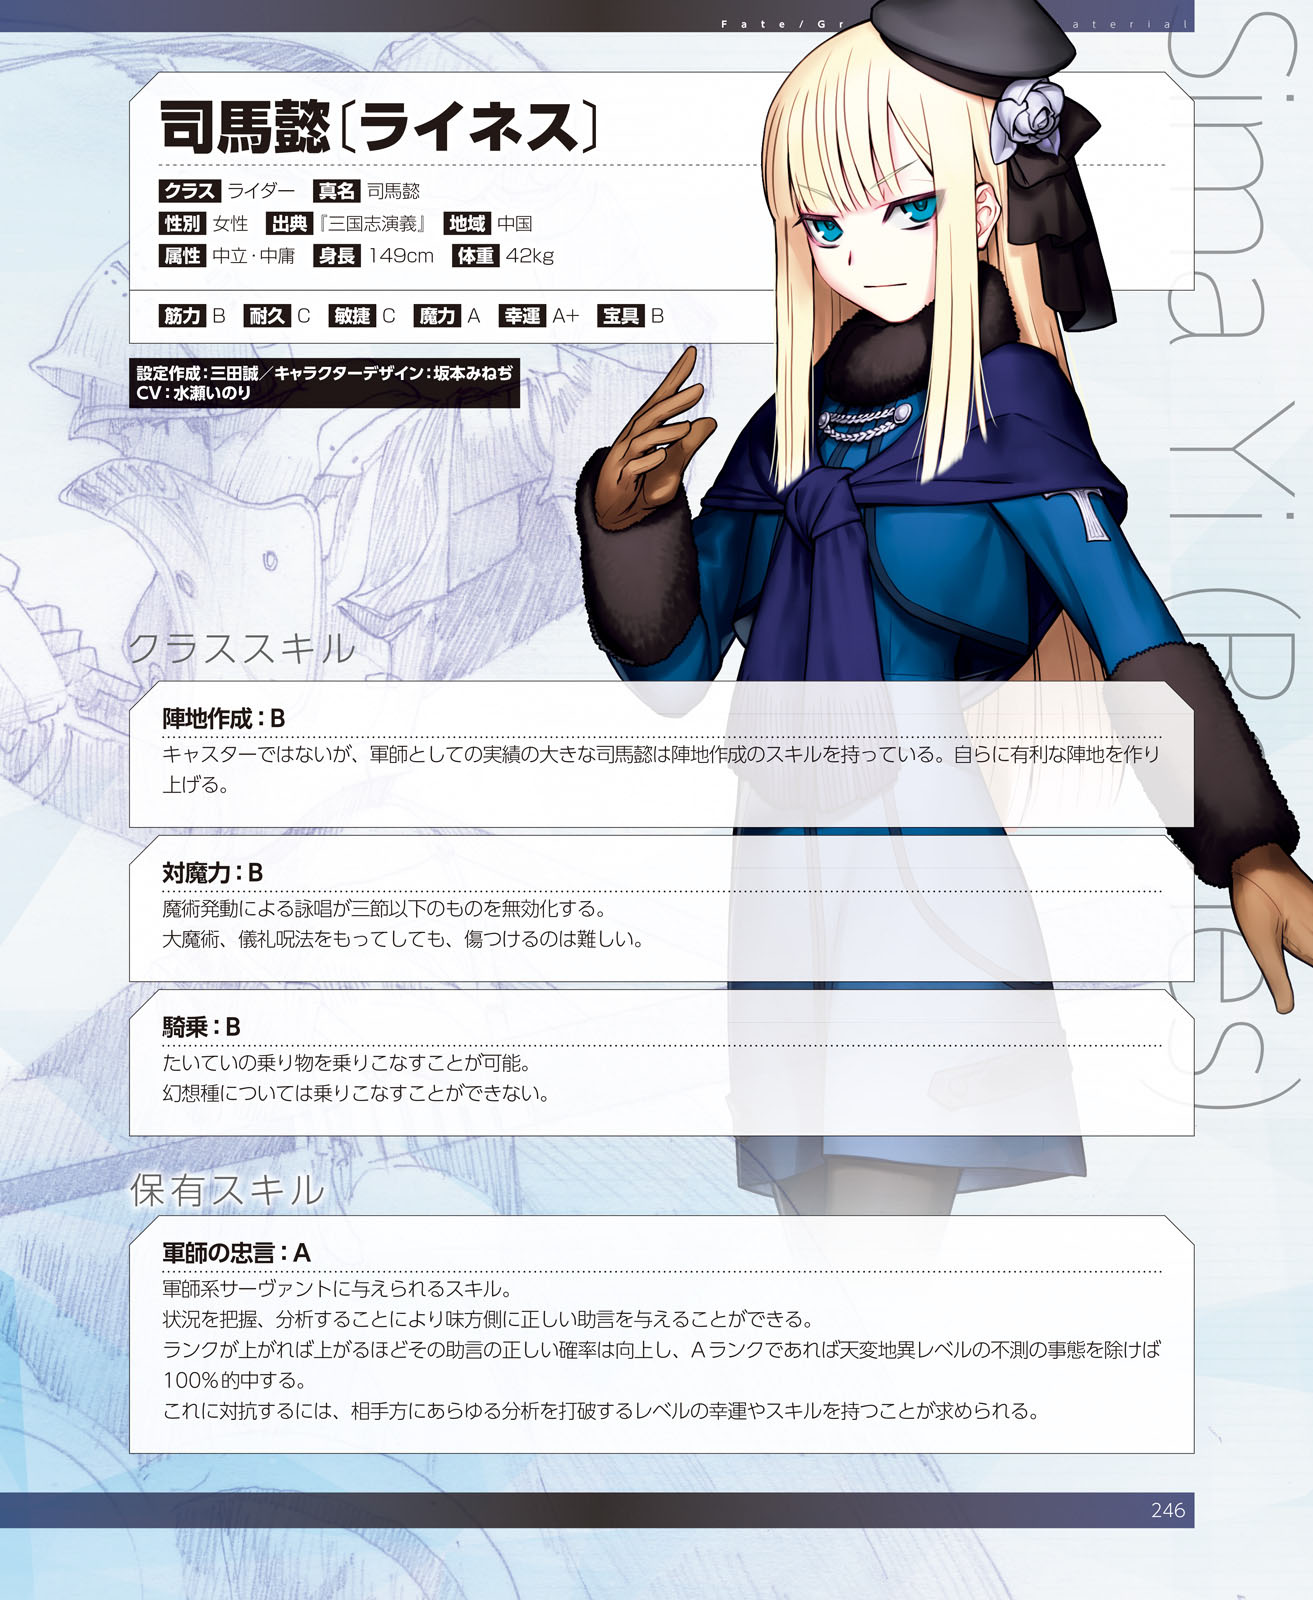 Fate/Gr aterial
司馬懿〔ライネス〕
クラス ライダー 真名 司馬懿
性別 女性 出典 『三国志演義』 地域 中国
属性 中立・中庸 身長 149cm 体重 42kg
筋力 B 耐久 C 敏捷 C 魔力 A 幸運 A+ 宝具 B
設定作成:三田誠/キャラクターデザイン:坂本みねぢ
CV:水瀬いのり
Sima Yi (R es)
クラススキル
陣地作成:B
キャスターではないが、軍師としての実績の大きな司馬懿は陣地作成のスキルを持っている。自らに有利な陣地を作り
上げる。
対魔力:B
魔術発動による詠唱が三節以下のものを無効化する。
大魔術、儀礼呪法をもってしても、傷つけるのは難しい。
騎乗:B
たいていの乗り物を乗りこなすことが可能。
幻想種については乗りこなすことができない。
保有スキル
軍師の忠言:A
軍師系サーヴァントに与えられるスキル。
状況を把握、分析することにより味方側に正しい助言を与えることができる。
ランクが上がれば上がるほどその助言の正しい確率は向上し、Aランクであれば天変地異レベルの不測の事態を除けば
100%的中する。
これに対抗するには、相手方にあらゆる分析を打破するレベルの幸運やスキルを持つことが求められる。
246